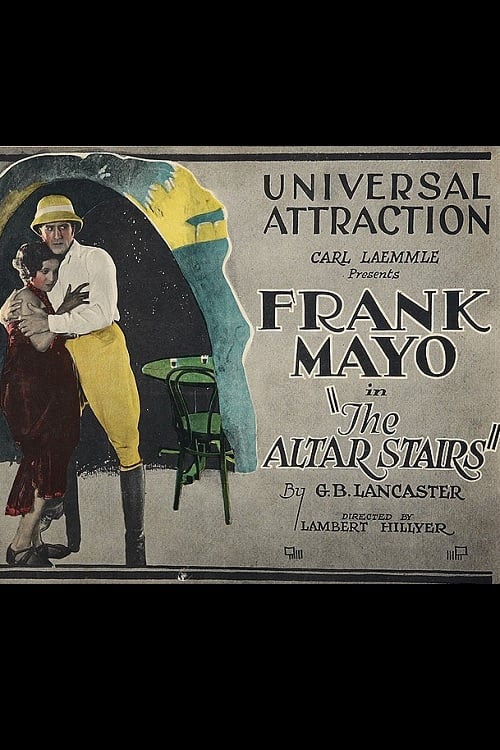 UNIVERSAL
ATTRACTION
CARL LAEMMLE
Presents
FRANK
MAYO
in
"The
ALTAR STAIRS"
By G.B. LANCASTER
DIRECTED BY
LAMBERT HILLYER